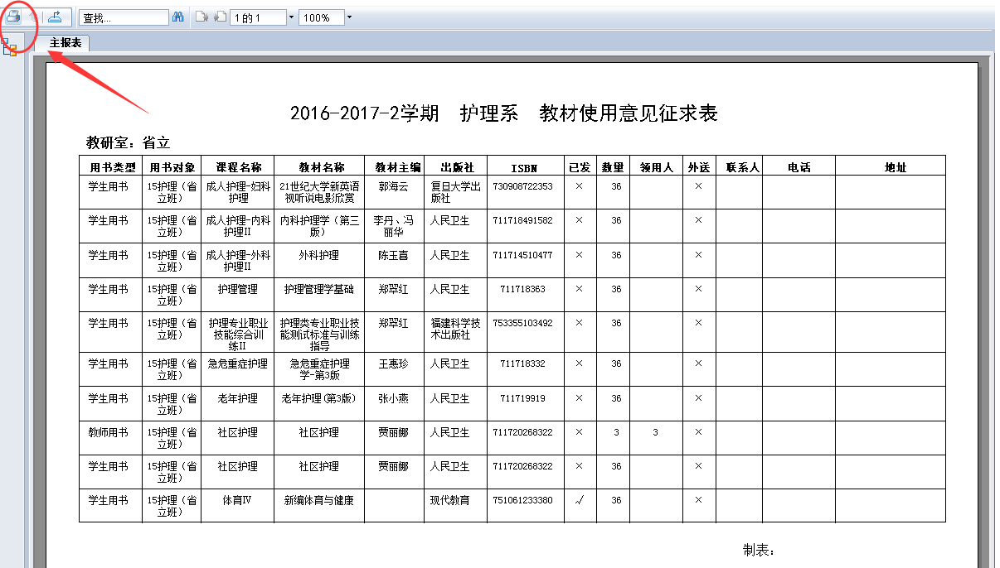 查找... 1 的 1 100%
主报表
2016-2017-2学期 护理系 教材使用意见征求表
教研室：省立
用书类型 用书对象 课程名称 教材名称 教材主编 出版社 ISBN 已发 数量 领用人 外送 联系人 电话 地址
学生用书 15护理（省 成人护理-妇科 21世纪大学新英语 郭海云 复旦大学出 730908722353 × 36 ×
立班） 护理 视听说电影欣赏 版社
学生用书 15护理（省 成人护理-内科 内科护理学（第三 李丹、冯 人民卫生 711718491582 × 36 ×
立班） 护理II 版） 丽华
学生用书 15护理（省 成人护理-外科 外科护理 陈玉喜 人民卫生 711714510477 × 36 ×
立班） 护理II
学生用书 15护理（省 护理管理 护理管理学基础 郑翠红 人民卫生 711718363 × 36 ×
立班）
学生用书 15护理（省 护理专业职业 护理类专业职业技 郑翠红 福建科学技 753355103492 × 36 ×
立班） 技能综合训 能测试标准与训练 术出版社
练II 指导
学生用书 15护理（省 急危重症护理 急危重症护理 王惠珍 人民卫生 711718332 × 36 ×
立班） 学-第3版
学生用书 15护理（省 老年护理 老年护理(第3版) 张小燕 人民卫生 711719919 × 36 ×
立班）
教师用书 15护理（省 社区护理 社区护理 贾丽娜 人民卫生 711720268322 × 3 3 ×
立班）
学生用书 15护理（省 社区护理 社区护理 贾丽娜 人民卫生 711720268322 × 36 ×
立班）
学生用书 15护理（省 体育Ⅳ 新编体育与健康 现代教育 751061233380 √ 36 ×
立班）
制表：